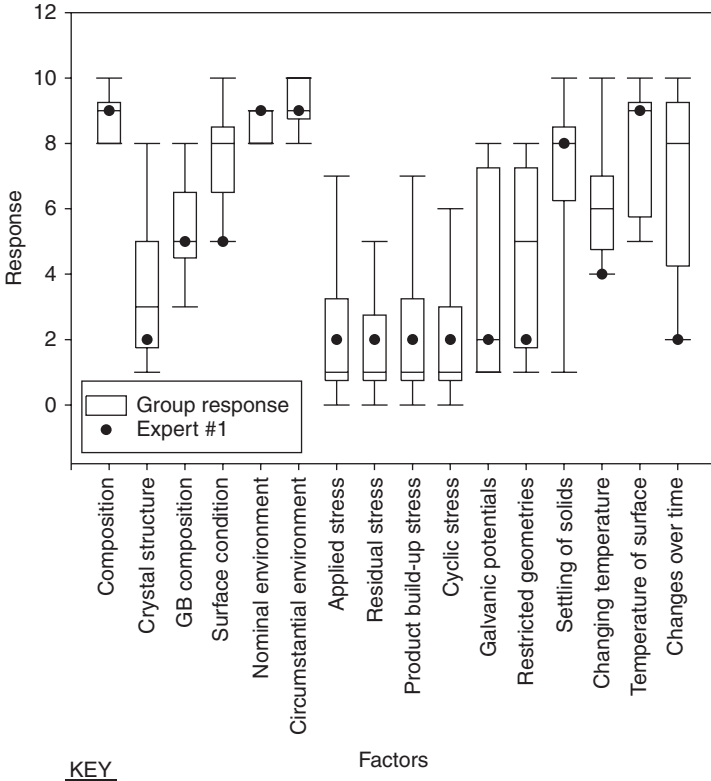 12
10
8
6
4
2
0
Response
Group response
Expert #1
Composition
Crystal structure
GB composition
Surface condition
Nominal environment
Circumstantial environment
Applied stress
Residual stress
Product build-up stress
Cyclic stress
Galvanic potentials
Restricted geometries
Settling of solids
Changing temperature
Temperature of surface
Changes over time
Factors
KEY